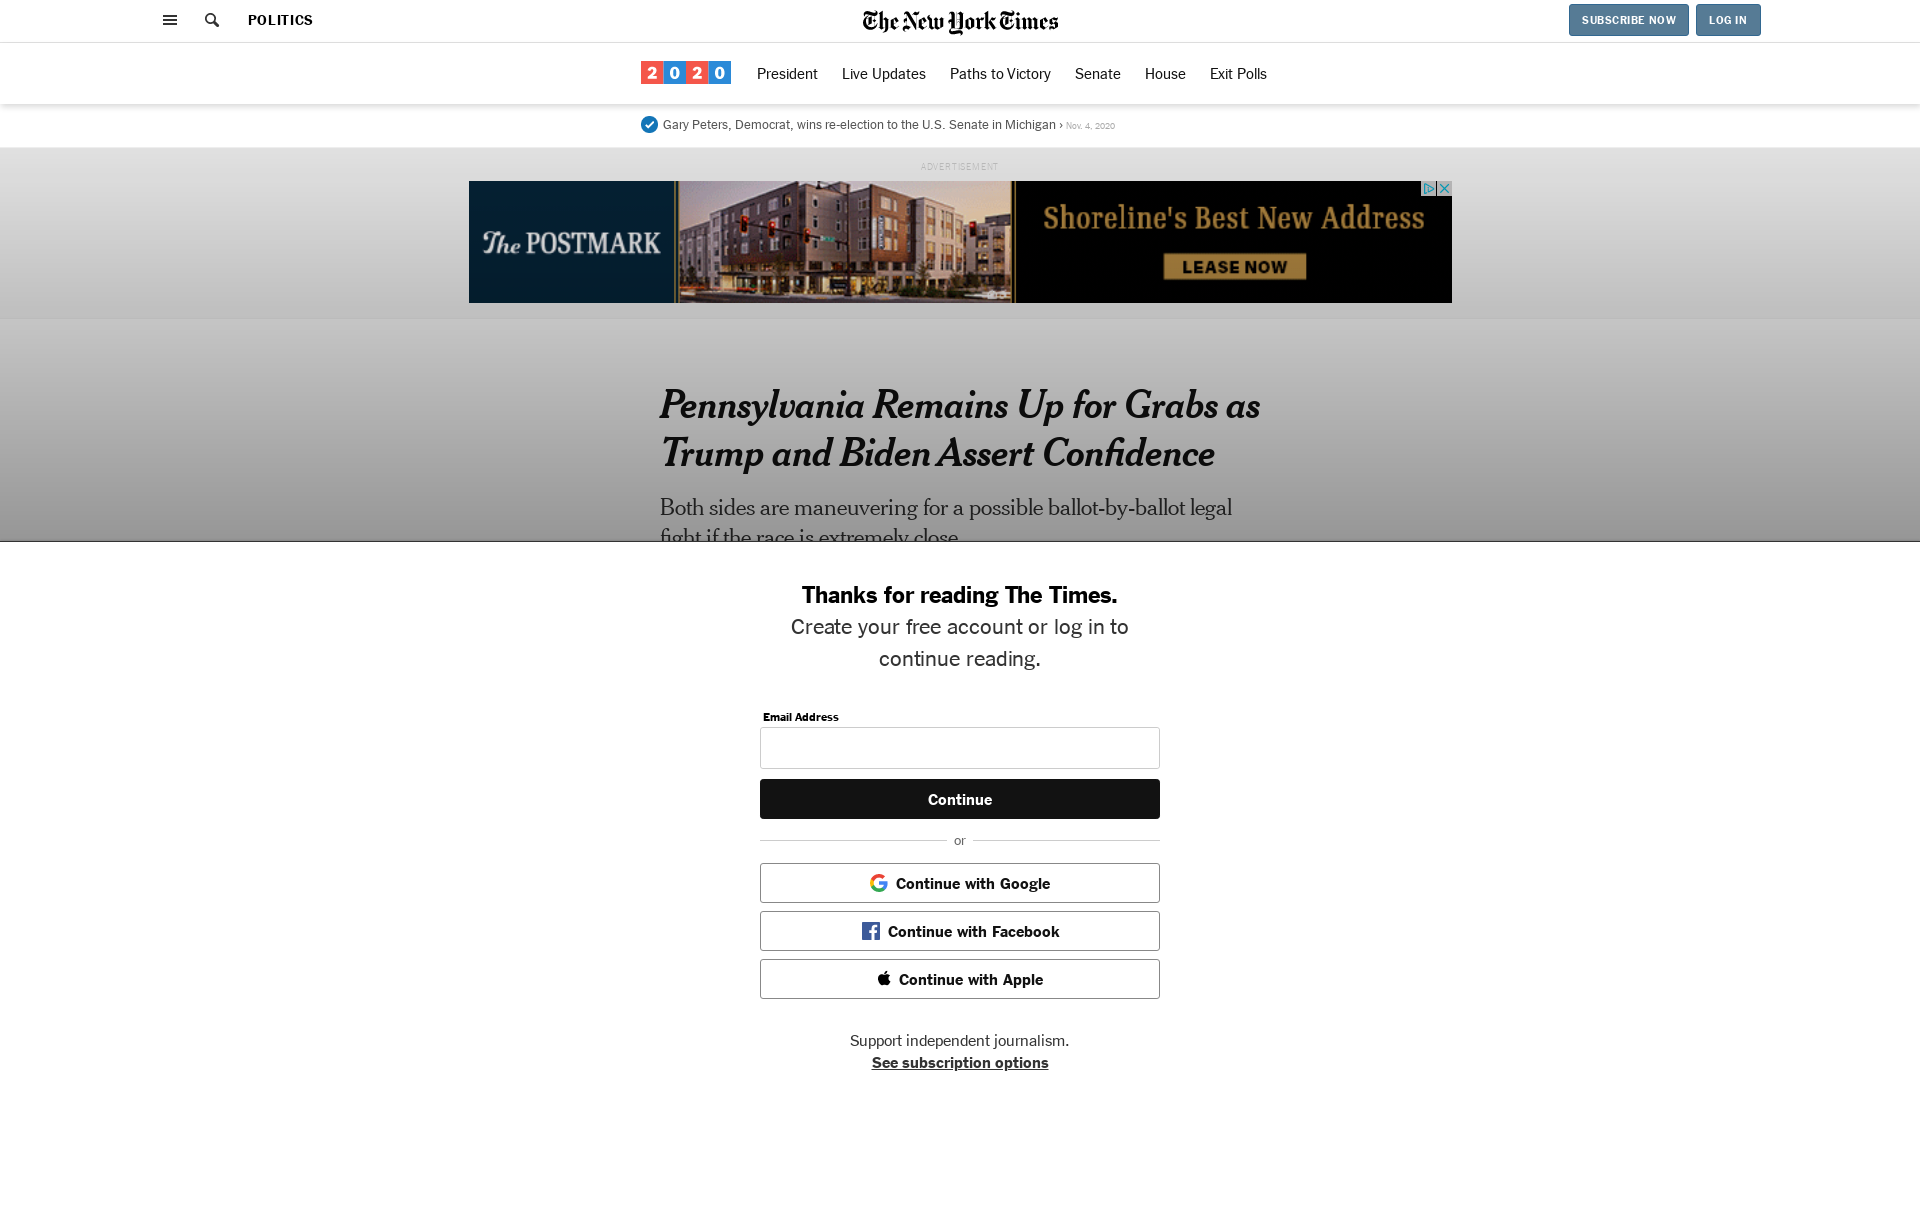 POLITICS
The New York Times
SUBSCRIBE NOW
LOG IN
2020
President
Live Updates
Paths to Victory
Senate
House
Exit Polls
Gary Peters, Democrat, wins re-election to the U.S. Senate in Michigan › Nov. 4, 2020
ADVERTISEMENT
The POSTMARK
Shoreline's Best New Address
LEASE NOW
Pennsylvania Remains Up for Grabs as
Trump and Biden Assert Confidence
Both sides are maneuvering for a possible ballot-by-ballot legal
fight if the race is extremely close
Thanks for reading The Times.
Create your free account or log in to
continue reading.
Email Address
Continue
or
Continue with Google
Continue with Facebook
Continue with Apple
Support independent journalism.
See subscription options